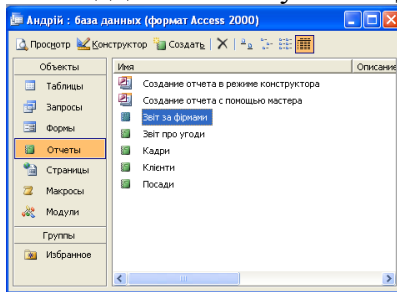 Андрій : база данных (формат Access 2000)
Просмотр Конструктор Создать
Объекты
Таблицы
Запросы
Формы
Отчеты
Страницы
Макросы
Модули
Группы
Избранное
Имя Описание
Создание отчета в режиме конструктора
Создание отчета с помощью мастера
Звіт за фірмами
Звіт про угоди
Кадри
Клієнти
Посади